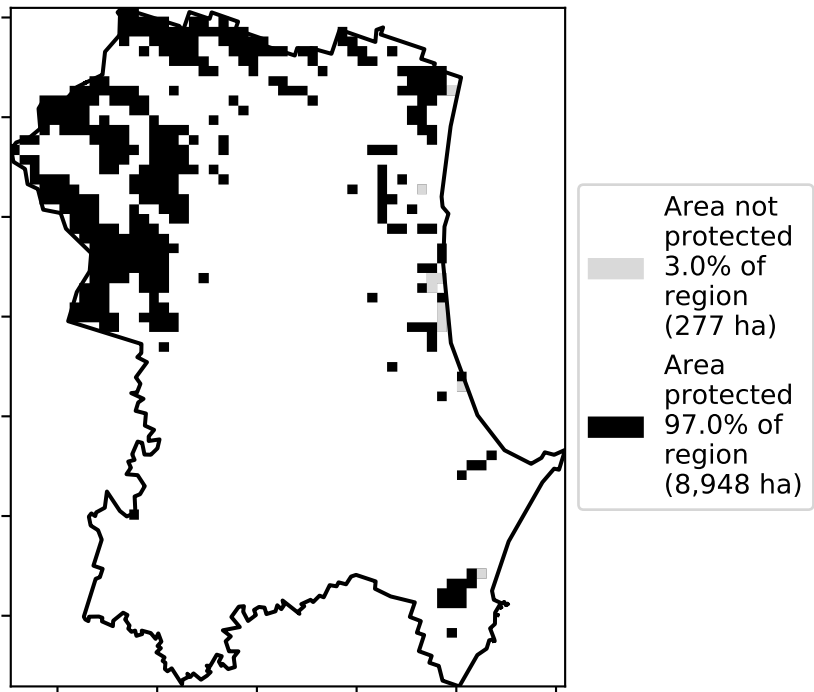 Area not
protected
3.0% of
region
(277 ha)
Area
protected
97.0% of
region
(8,948 ha)